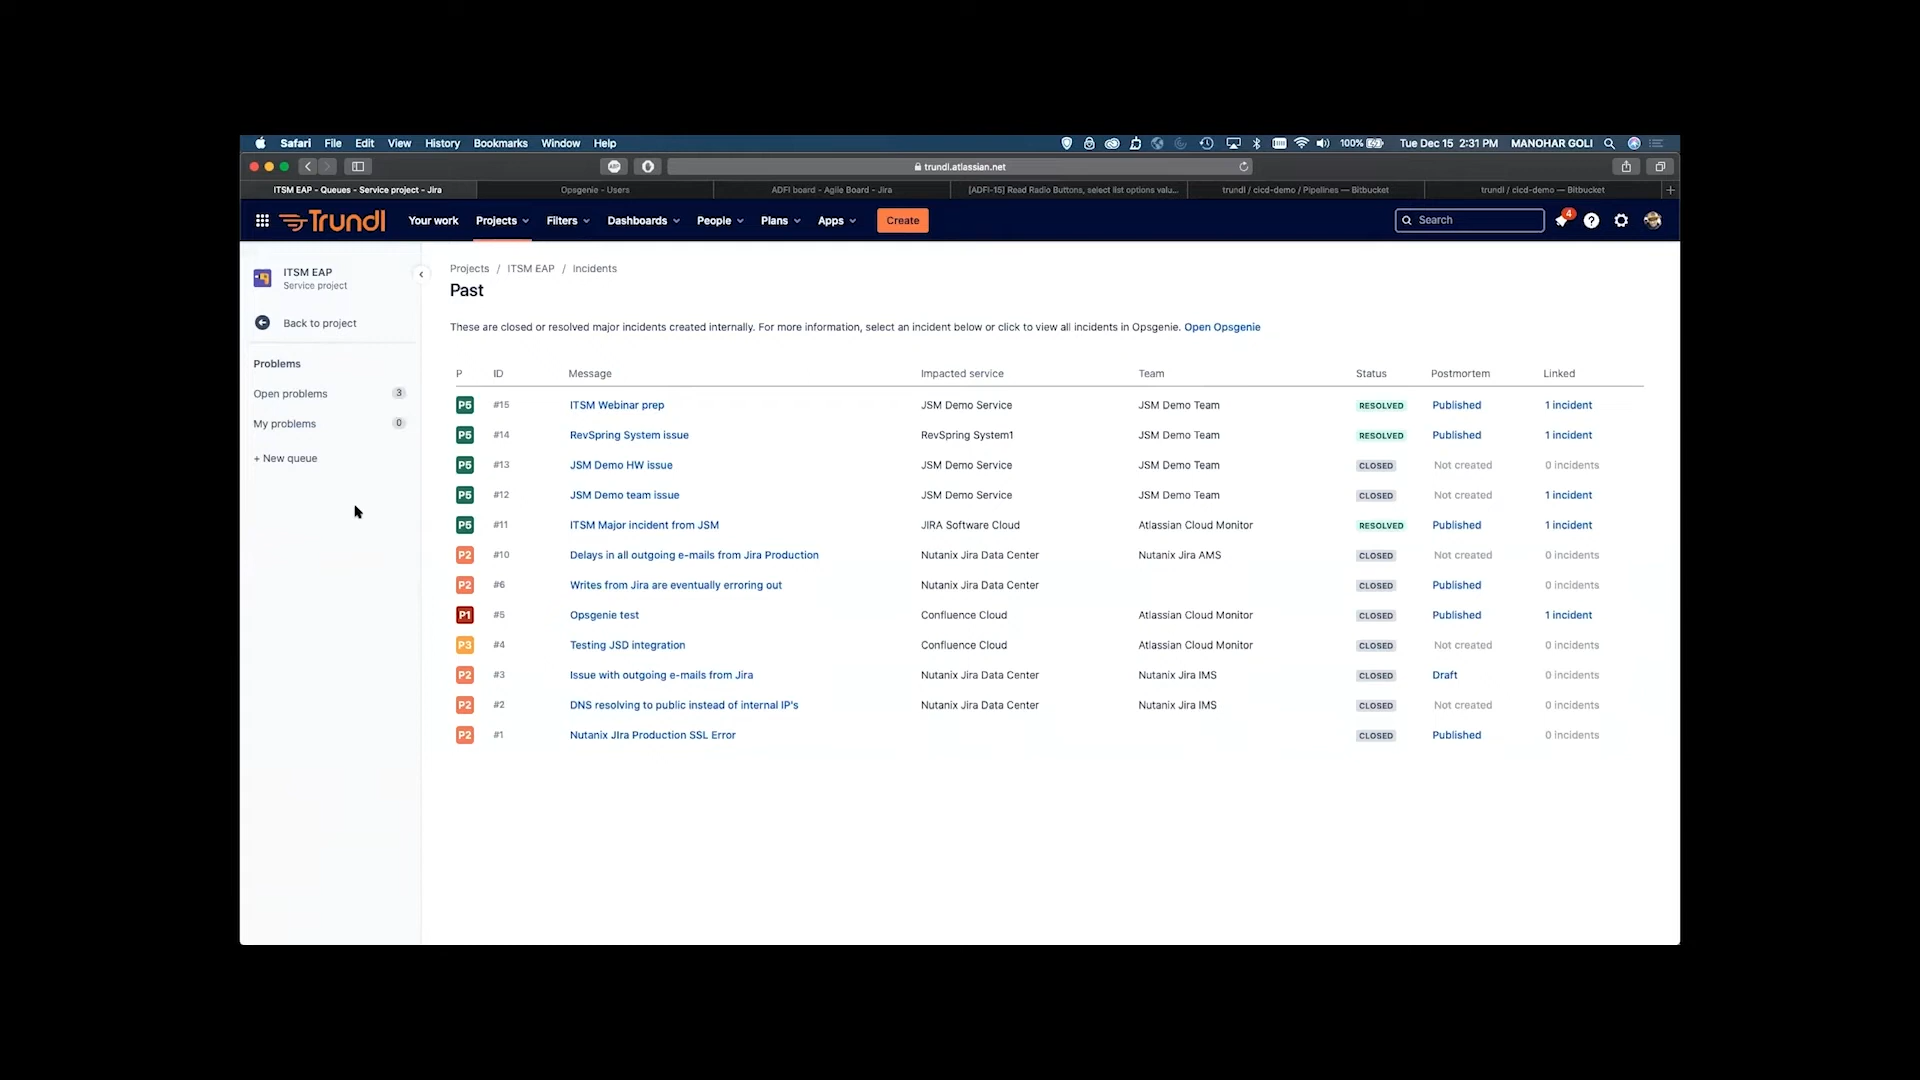 Safari File Edit View History Bookmarks Window Help 100% Tue Dec 15 2:31 PM MANOHAR GOLI
trundl.atlassian.net
ITSM EAP - Queues - Service project - Jira Opsgenie - Users ADFI board - Agile Board - Jira [ADFI-15] Read Radio Buttons, select list options valu... trundl / cicd-demo / Pipelines — Bitbucket trundl / cicd-demo — Bitbucket
Trundl Your work Projects Filters Dashboards People Plans Apps Create Search 4
ITSM EAP
Service project
Back to project
Problems
Open problems 3
My problems 0
+ New queue
Projects / ITSM EAP / Incidents
Past
These are closed or resolved major incidents created internally. For more information, select an incident below or click to view all incidents in Opsgenie. Open Opsgenie
P ID Message Impacted service Team Status Postmortem Linked
P5 #15 ITSM Webinar prep JSM Demo Service JSM Demo Team RESOLVED Published 1 incident
P5 #14 RevSpring System issue RevSpring System1 JSM Demo Team RESOLVED Published 1 incident
P5 #13 JSM Demo HW issue JSM Demo Service JSM Demo Team CLOSED Not created 0 incidents
P5 #12 JSM Demo team issue JSM Demo Service JSM Demo Team CLOSED Not created 1 incident
P5 #11 ITSM Major incident from JSM JIRA Software Cloud Atlassian Cloud Monitor RESOLVED Published 1 incident
P2 #10 Delays in all outgoing e-mails from Jira Production Nutanix Jira Data Center Nutanix Jira AMS CLOSED Not created 0 incidents
P2 #6 Writes from Jira are eventually erroring out Nutanix Jira Data Center CLOSED Published 0 incidents
P1 #5 Opsgenie test Confluence Cloud Atlassian Cloud Monitor CLOSED Published 1 incident
P3 #4 Testing JSD integration Confluence Cloud Atlassian Cloud Monitor CLOSED Not created 0 incidents
P2 #3 Issue with outgoing e-mails from Jira Nutanix Jira Data Center Nutanix Jira IMS CLOSED Draft 0 incidents
P2 #2 DNS resolving to public instead of internal IP's Nutanix Jira Data Center Nutanix Jira IMS CLOSED Not created 0 incidents
P2 #1 Nutanix JIra Production SSL Error CLOSED Published 0 incidents